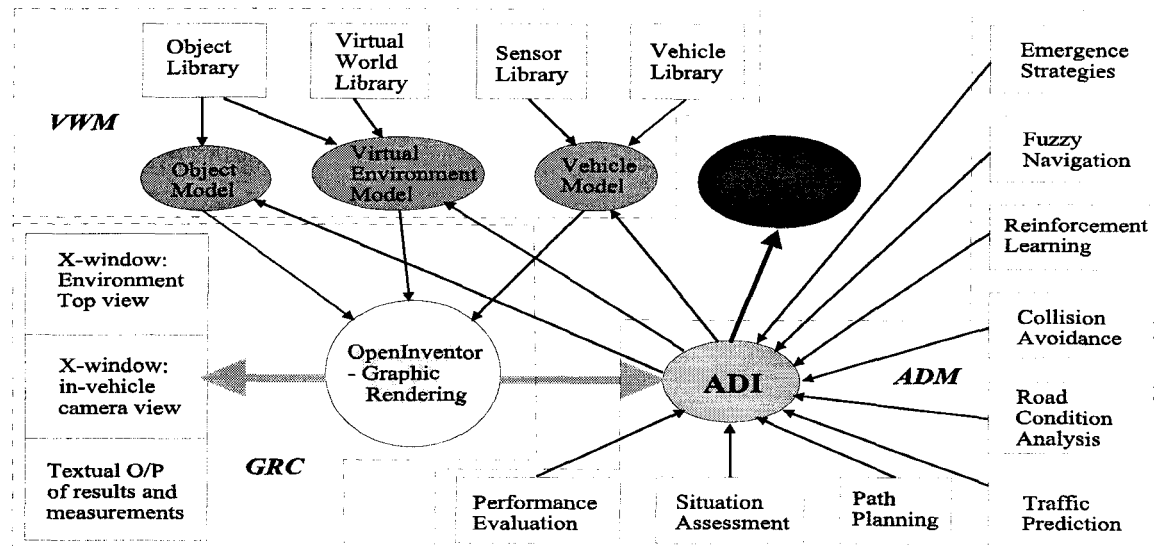 Object
Library
Virtual
World
Library
Sensor
Library
Vehicle
Library
Emergence
Strategies
VWM
Object
Model
Virtual
Environment
Model
Vehicle
Model
Fuzzy
Navigation
Reinforcement
Learning
X-window:
Environment
Top view
X-window:
in-vehicle
camera view
Textual O/P
of results and
measurements
OpenInventor
- Graphic
Rendering
GRC
ADI
ADM
Collision
Avoidance
Road
Condition
Analysis
Traffic
Prediction
Performance
Evaluation
Situation
Assessment
Path
Planning